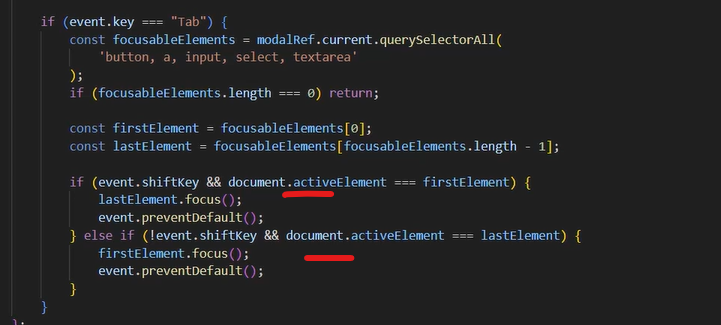 if (event.key === "Tab") {
const focusableElements = modalRef.current.querySelectorAll(
'button, a, input, select, textarea'
);
if (focusableElements.length === 0) return;
const firstElement = focusableElements[0];
const lastElement = focusableElements[focusableElements.length - 1];
if (event.shiftKey && document.activeElement === firstElement) {
lastElement.focus();
event.preventDefault();
} else if (!event.shiftKey && document.activeElement === lastElement) {
firstElement.focus();
event.preventDefault();
}
}
};